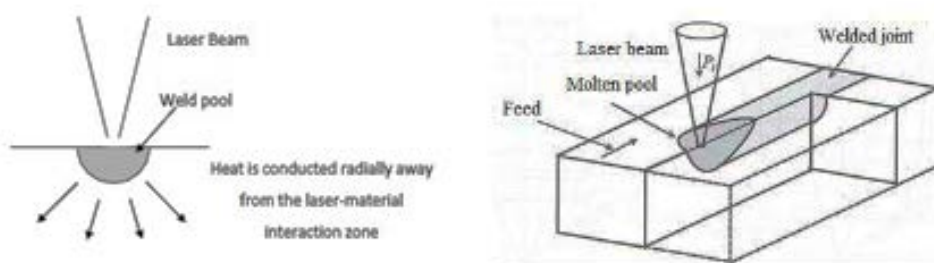 Laser Beam
Weld pool
Heat is conducted radially away
from the laser-material
interaction zone
Welded joint
Laser beam
Molten pool
Feed